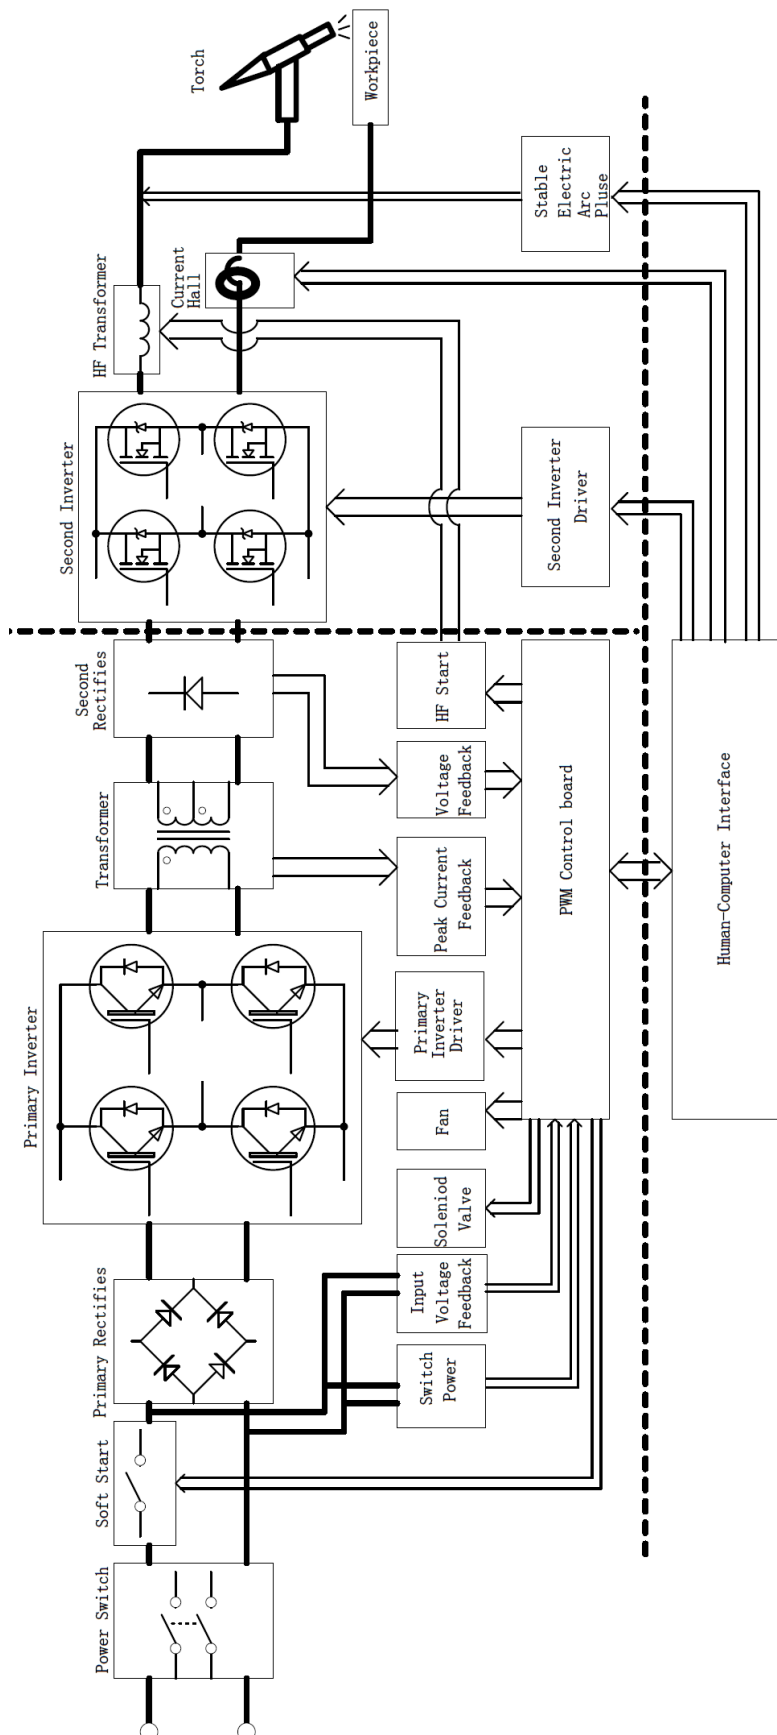 Power Switch
Soft Start
Primary Rectifies
Primary Inverter
Transformer
Second
Rectifies
Second Inverter
HF Transformer
Current
Hall
Torch
Workpiece
Switch
Power
Input
Voltage
Feedback
Soleniod
Valve
Fan
Primary
Inverter
Driver
Peak Current
Feedback
Voltage
Feedback
HF Start
PWM Control board
Second Inverter
Driver
Stable
Electric
Arc
Pluse
Human-Computer Interface